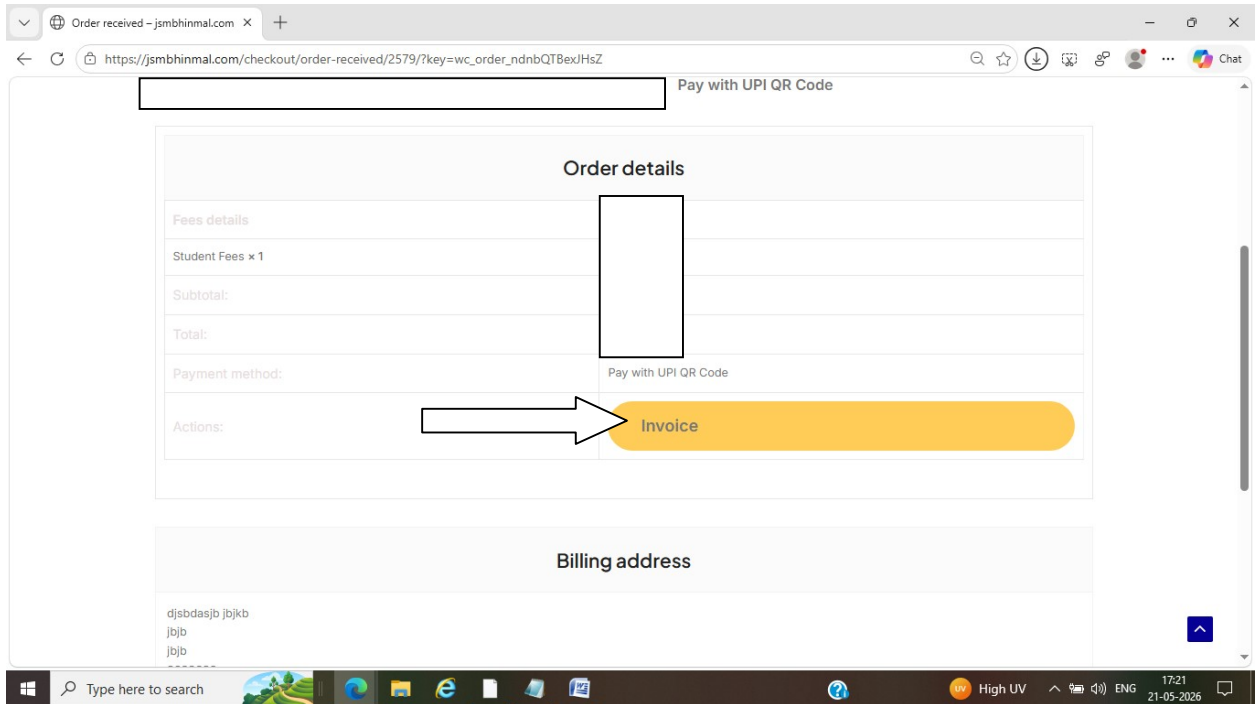 Order received – jsmbhinmal.com
https://jsmbhinmal.com/checkout/order-received/2579/?key=wc_order_ndnbQTBexJHsZ
Chat
Pay with UPI QR Code
Order details
Fees details
Student Fees × 1
Subtotal:
Total:
Payment method: Pay with UPI QR Code
Actions: Invoice
Billing address
djsbdasjb jbjkb
jbjb
jbjb
Type here to search
High UV
ENG
17:21
21-05-2026